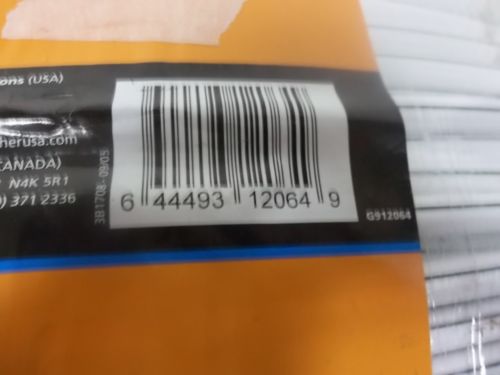 ons (USA)
herusa.com
CANADA)
N4K 5R1
) 371 2336
3B1708-09/05
6 44493 12064 9
G912064